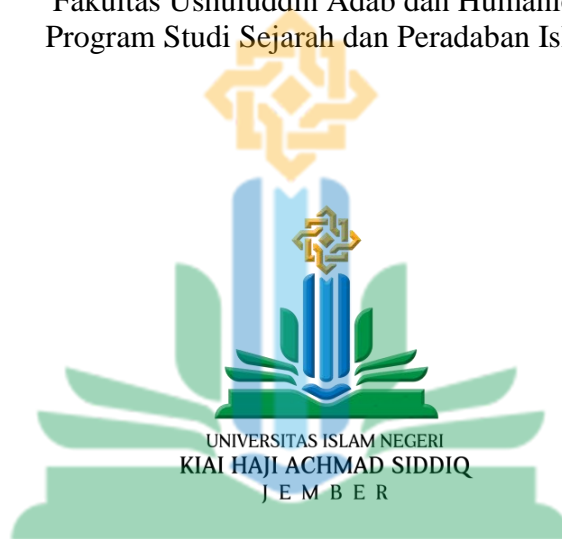 Fakultas Ushuluddin Adab dan
Program Studi Sejarah dan Peradaban
UNIVERSITAS ISLAM NEGERI
KIAI HAJI ACHMAD SIDDIQ
J E M B E R